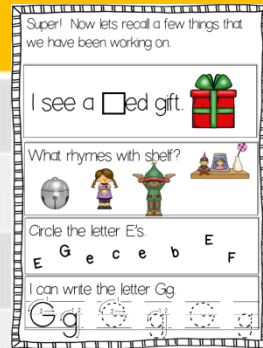 Super! Now lets recall a few things that
we have been working on.
I see a □ed gift.
What rhymes with shelf?
Circle the letter E's.
E G e c e b E F
I can write the letter Gg.
Gg G g G g